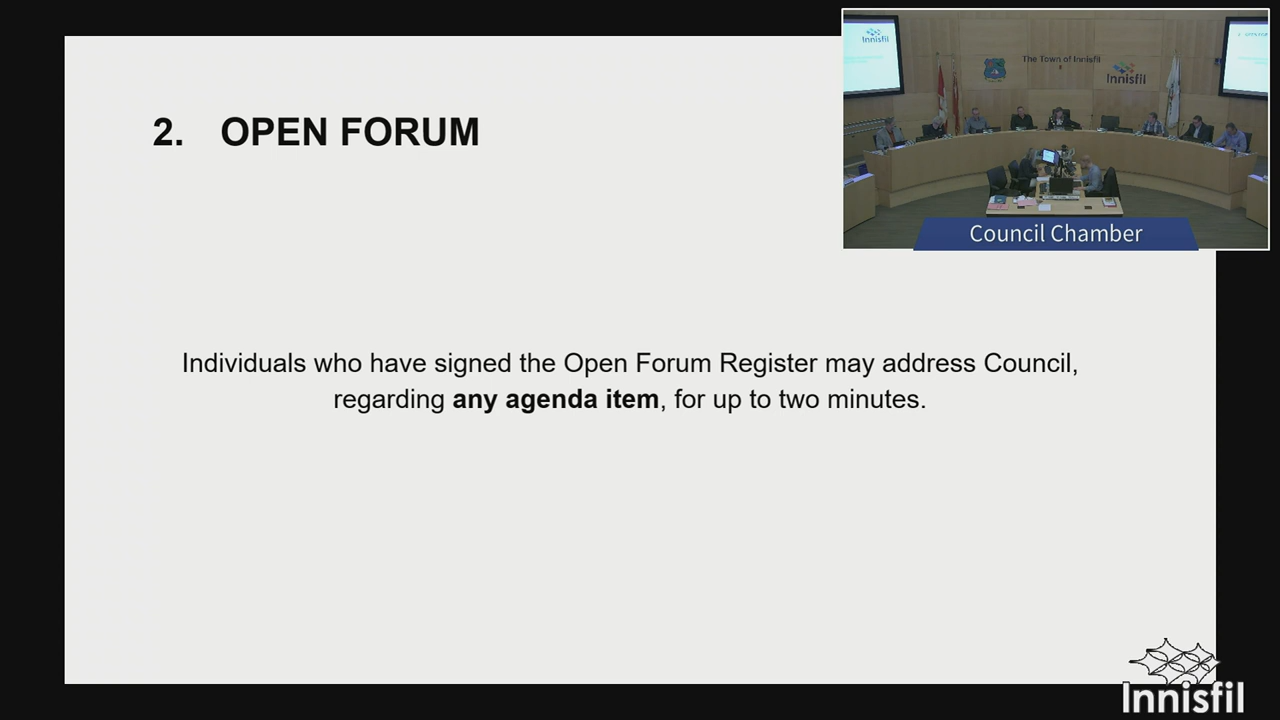 2. OPEN FORUM
Individuals who have signed the Open Forum Register may address Council,
regarding any agenda item, for up to two minutes.
Innisfil
The Town of Innisfil
Innisfil
Council Chamber
Innisfil